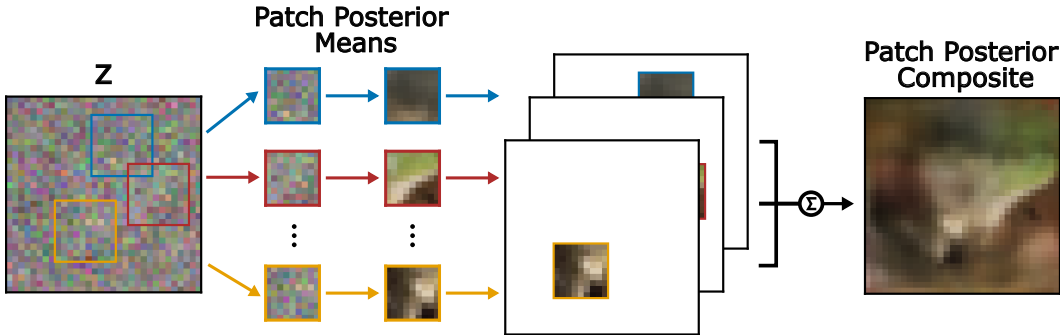 Patch Posterior
Means
z
Patch Posterior
Composite
Σ